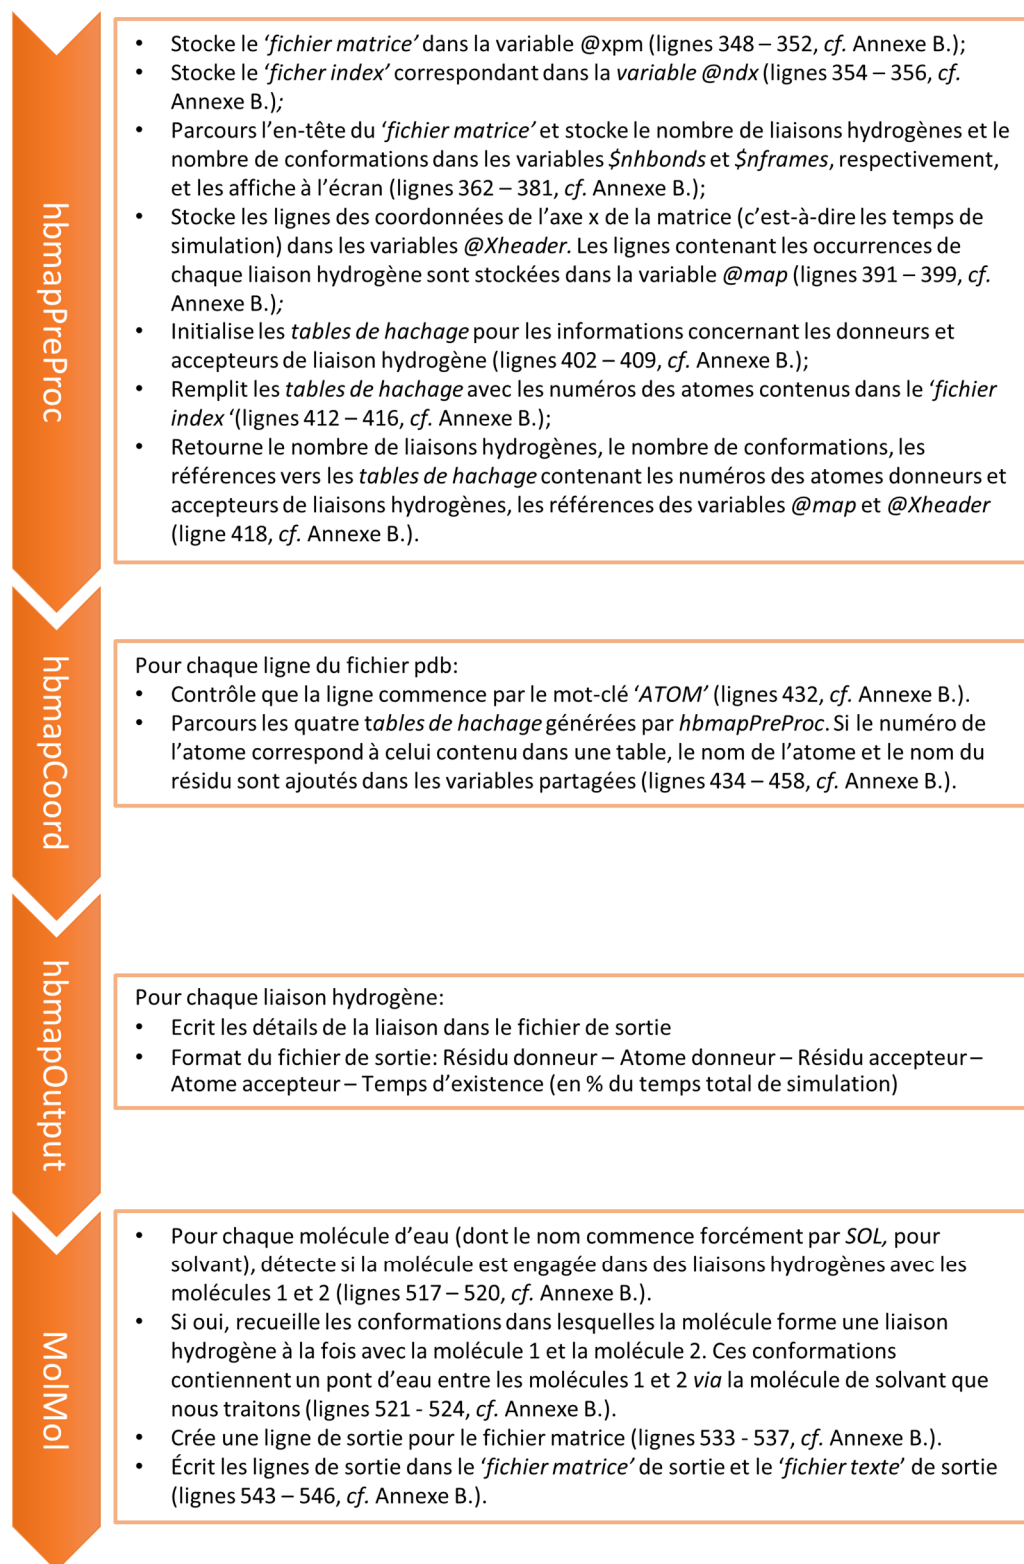 hbmapPreProc
• Stocke le ‘fichier matrice’ dans la variable @xpm (lignes 348 – 352, cf. Annexe B.);
• Stocke le ‘ficher index’ correspondant dans la variable @ndx (lignes 354 – 356, cf.
Annexe B.);
• Parcours l’en-tête du ‘fichier matrice’ et stocke le nombre de liaisons hydrogènes et le
nombre de conformations dans les variables $nhbonds et $nframes, respectivement,
et les affiche à l’écran (lignes 362 – 381, cf. Annexe B.);
• Stocke les lignes des coordonnées de l’axe x de la matrice (c’est-à-dire les temps de
simulation) dans les variables @Xheader. Les lignes contenant les occurrences de
chaque liaison hydrogène sont stockées dans la variable @map (lignes 391 – 399, cf.
Annexe B.);
• Initialise les tables de hachage pour les informations concernant les donneurs et
accepteurs de liaison hydrogène (lignes 402 – 409, cf. Annexe B.);
• Remplit les tables de hachage avec les numéros des atomes contenus dans le ‘fichier
index ‘(lignes 412 – 416, cf. Annexe B.);
• Retourne le nombre de liaisons hydrogènes, le nombre de conformations, les
références vers les tables de hachage contenant les numéros des atomes donneurs et
accepteurs de liaisons hydrogènes, les références des variables @map et @Xheader
(ligne 418, cf. Annexe B.).
hbmapCoord
Pour chaque ligne du fichier pdb:
• Contrôle que la ligne commence par le mot-clé ‘ATOM’ (lignes 432, cf. Annexe B.).
• Parcours les quatre tables de hachage générées par hbmapPreProc. Si le numéro de
l’atome correspond à celui contenu dans une table, le nom de l’atome et le nom du
résidu sont ajoutés dans les variables partagées (lignes 434 – 458, cf. Annexe B.).
hbmapOutput
Pour chaque liaison hydrogène:
• Ecrit les détails de la liaison dans le fichier de sortie
• Format du fichier de sortie: Résidu donneur – Atome donneur – Résidu accepteur –
Atome accepteur – Temps d’existence (en % du temps total de simulation)
MolMol
• Pour chaque molécule d’eau (dont le nom commence forcément par SOL, pour
solvant), détecte si la molécule est engagée dans des liaisons hydrogènes avec les
molécules 1 et 2 (lignes 517 – 520, cf. Annexe B.).
• Si oui, recueille les conformations dans lesquelles la molécule forme une liaison
hydrogène à la fois avec la molécule 1 et la molécule 2. Ces conformations
contiennent un pont d’eau entre les molécules 1 et 2 via la molécule de solvant que
nous traitons (lignes 521 - 524, cf. Annexe B.).
• Crée une ligne de sortie pour le fichier matrice (lignes 533 - 537, cf. Annexe B.).
• Écrit les lignes de sortie dans le ‘fichier matrice’ de sortie et le ‘fichier texte’ de sortie
(lignes 543 – 546, cf. Annexe B.).